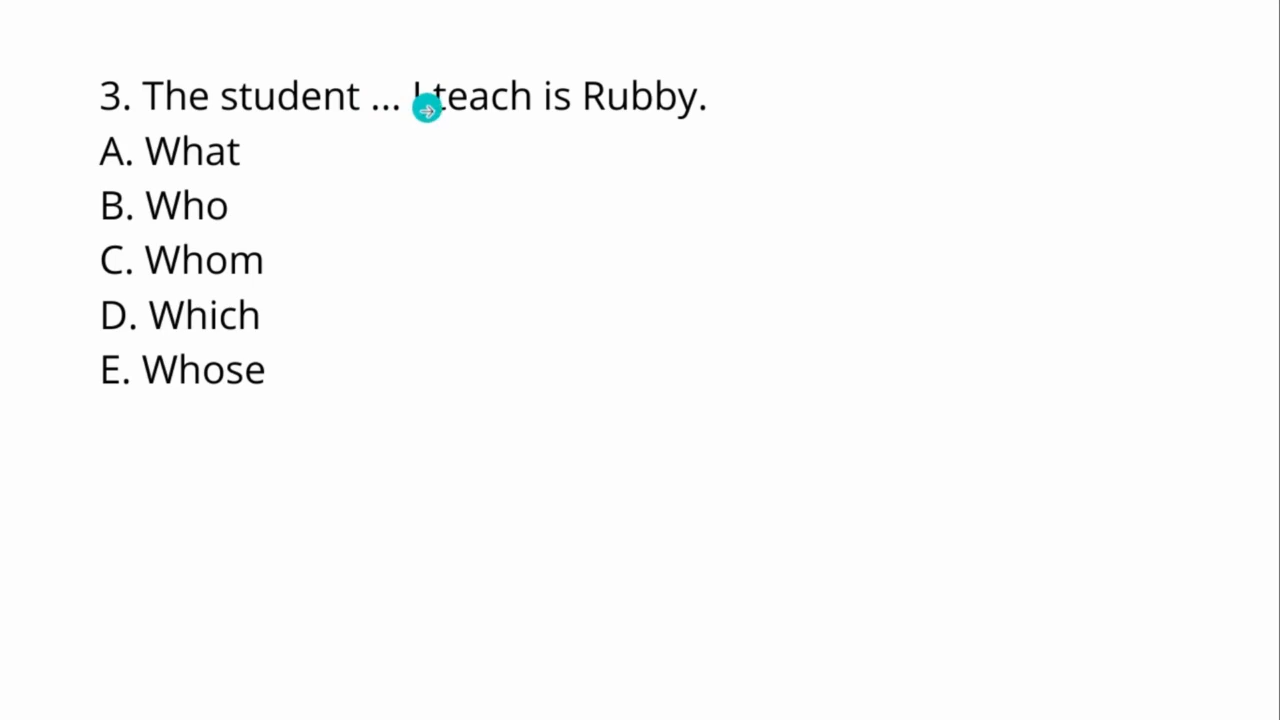 3. The student ... I teach is Rubby.
A. What
B. Who
C. Whom
D. Which
E. Whose